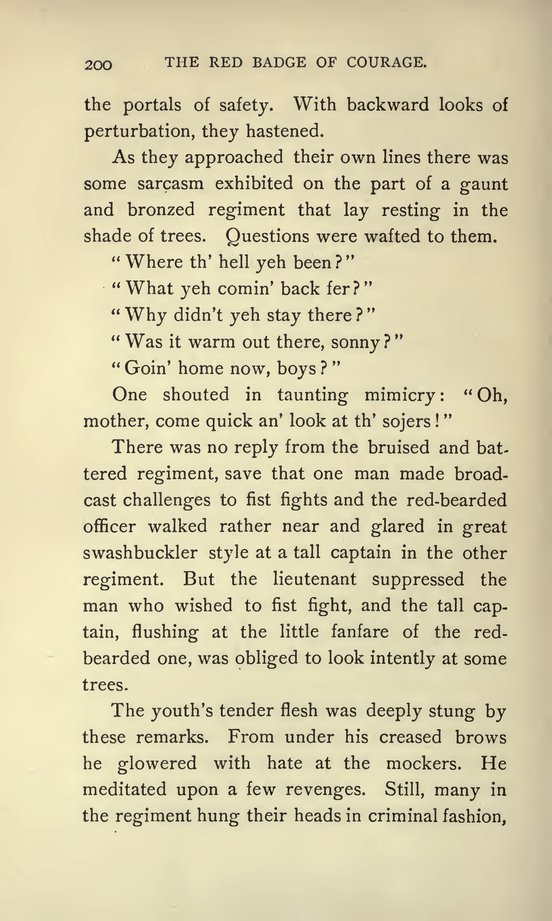 200 THE RED BADGE OF COURAGE.
the portals of safety. With backward looks of
perturbation, they hastened.
As they approached their own lines there was
some sarcasm exhibited on the part of a gaunt
and bronzed regiment that lay resting in the
shade of trees. Questions were wafted to them.
"Where th' hell yeh been?"
"What yeh comin' back fer?"
"Why didn't yeh stay there?"
"Was it warm out there, sonny?"
"Goin' home now, boys?"
One shouted in taunting mimicry: "Oh,
mother, come quick an' look at th' sojers!"
There was no reply from the bruised and bat-
tered regiment, save that one man made broad-
cast challenges to fist fights and the red-bearded
officer walked rather near and glared in great
swashbuckler style at a tall captain in the other
regiment. But the lieutenant suppressed the
man who wished to fist fight, and the tall cap-
tain, flushing at the little fanfare of the red-
bearded one, was obliged to look intently at some
trees.
The youth's tender flesh was deeply stung by
these remarks. From under his creased brows
he glowered with hate at the mockers. He
meditated upon a few revenges. Still, many in
the regiment hung their heads in criminal fashion,